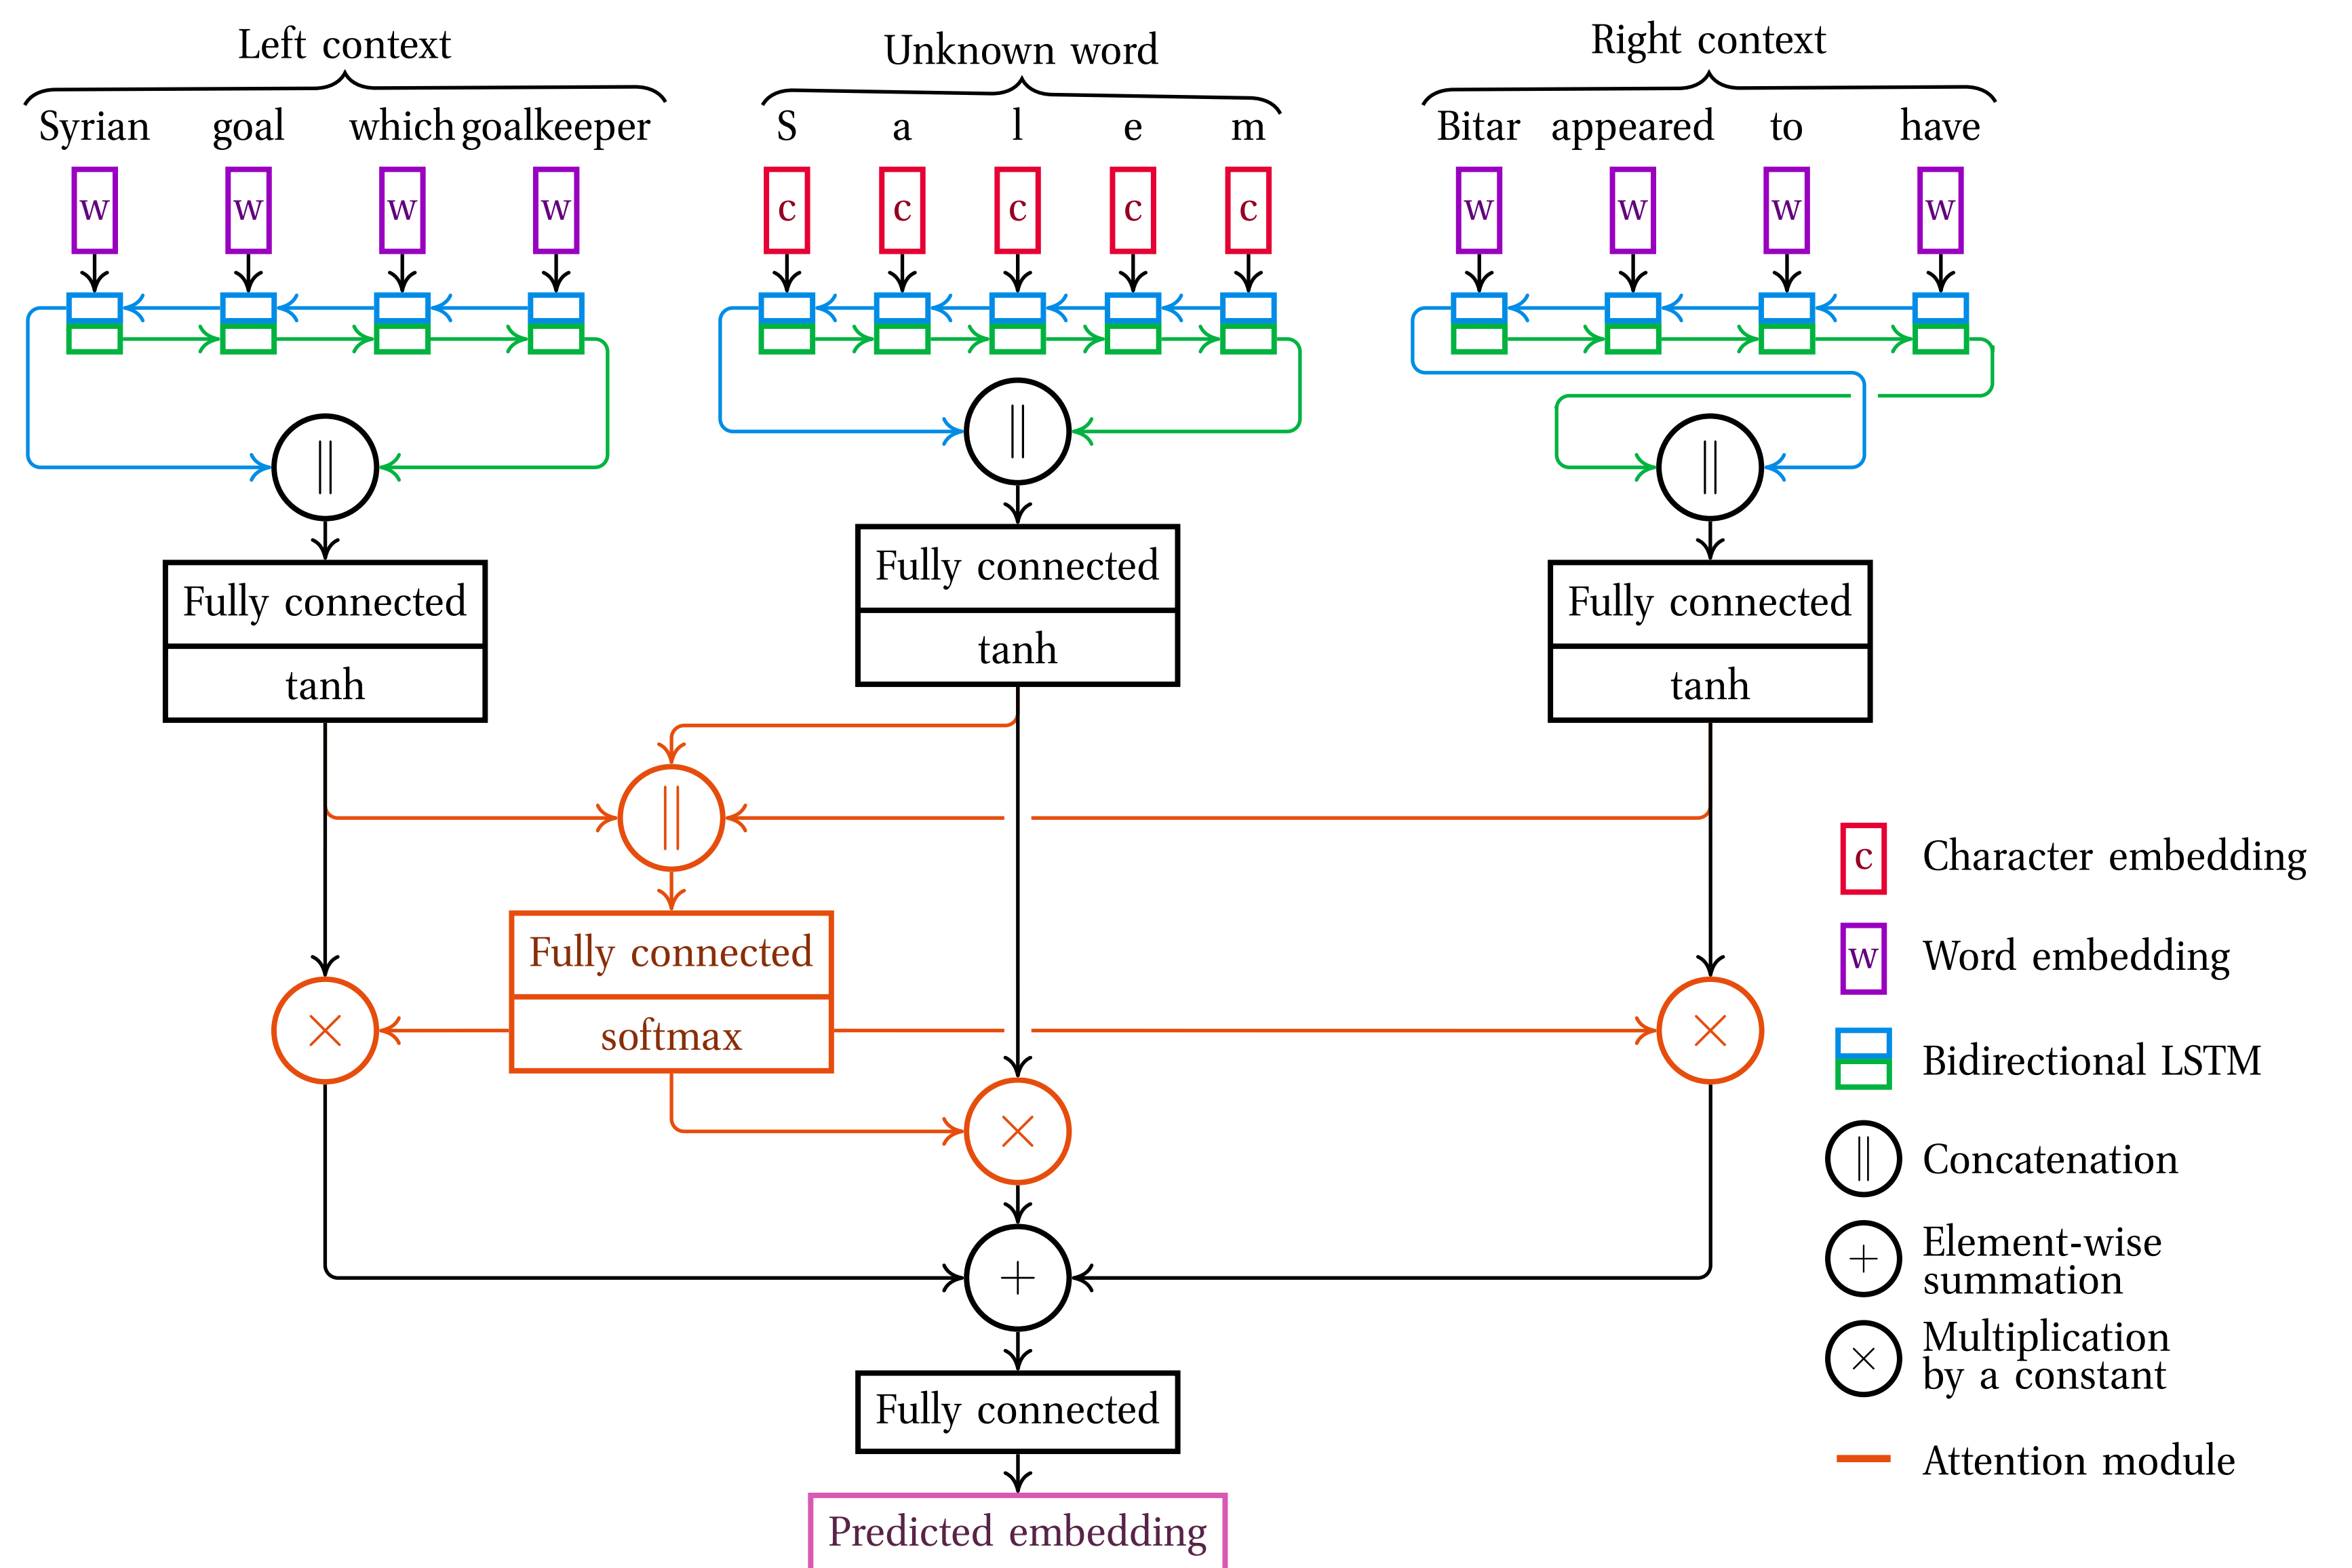 Left context
Unknown word
Right context
Syrian goal which goalkeeper
S a l e m
Bitar appeared to have
w w w w
c c c c c
w w w w
||
||
||
Fully connected
tanh
Fully connected
tanh
Fully connected
tanh
||
Fully connected
softmax
×
×
×
+
Fully connected
Predicted embedding
c Character embedding
w Word embedding
Bidirectional LSTM
|| Concatenation
+ Element-wise
summation
× Multiplication
by a constant
Attention module